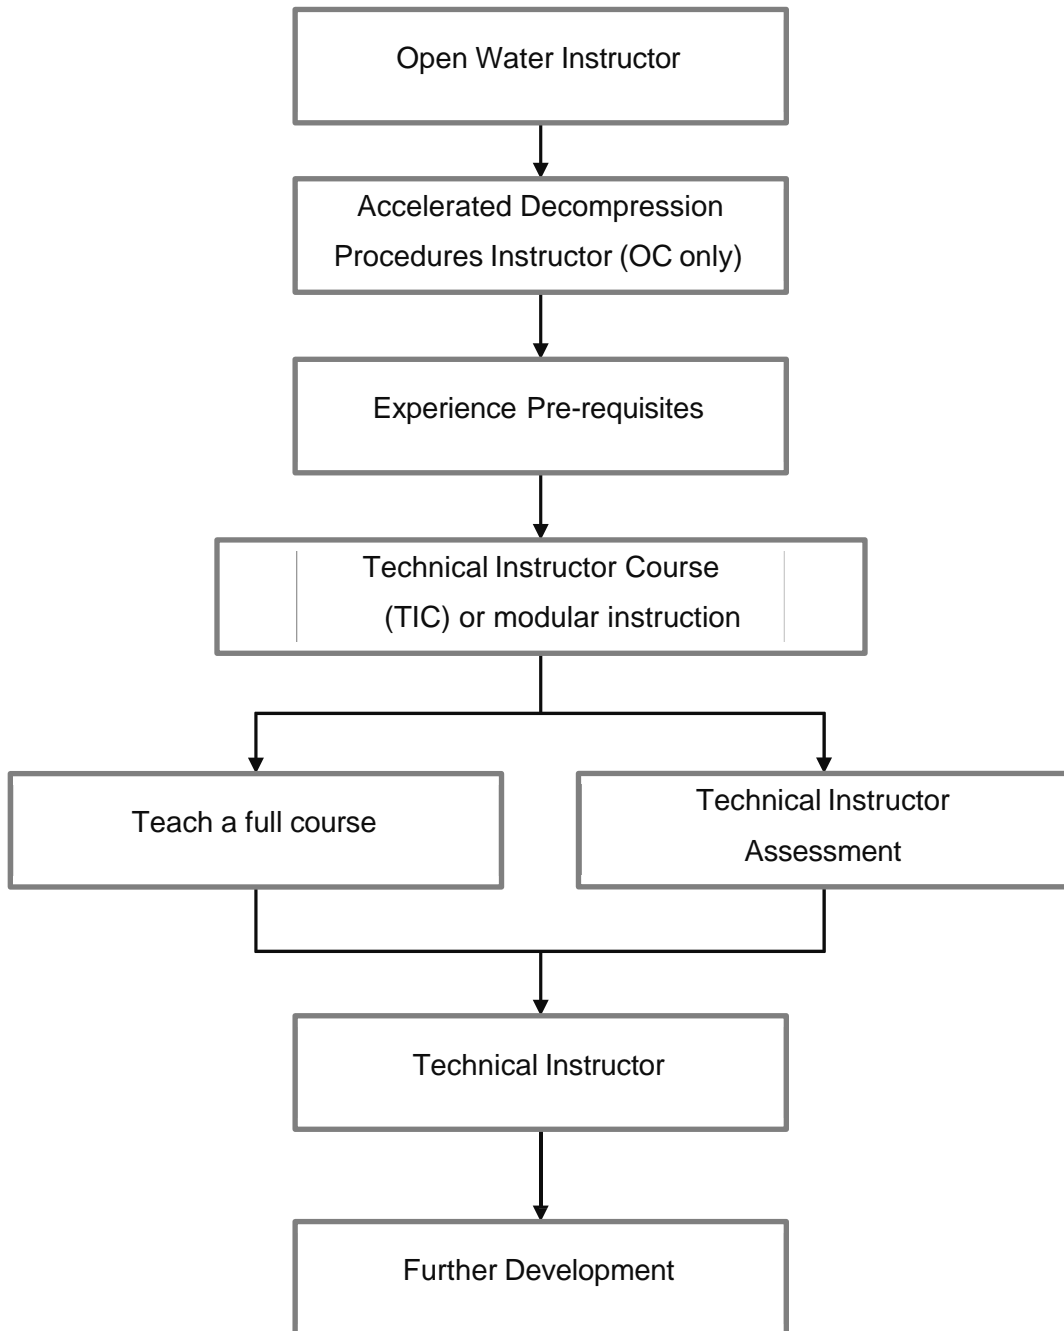 Open Water Instructor
Accelerated Decompression
Procedures Instructor (OC only)
Experience Pre-requisites
Technical Instructor Course
(TIC) or modular instruction
Teach a full course
Technical Instructor
Assessment
Technical Instructor
Further Development